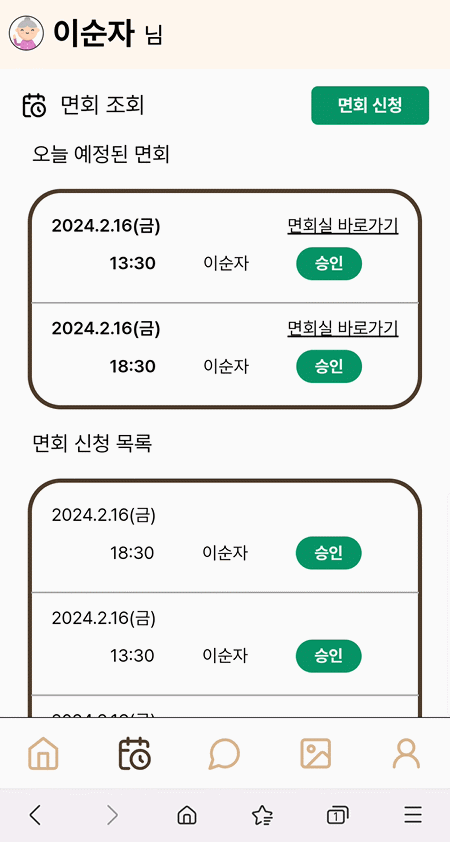 이순자 님
면회 조회
면회 신청
오늘 예정된 면회
2024.2.16(금) 면회실 바로가기
13:30 이순자 승인
2024.2.16(금) 면회실 바로가기
18:30 이순자 승인
면회 신청 목록
2024.2.16(금)
18:30 이순자 승인
2024.2.16(금)
13:30 이순자 승인
1